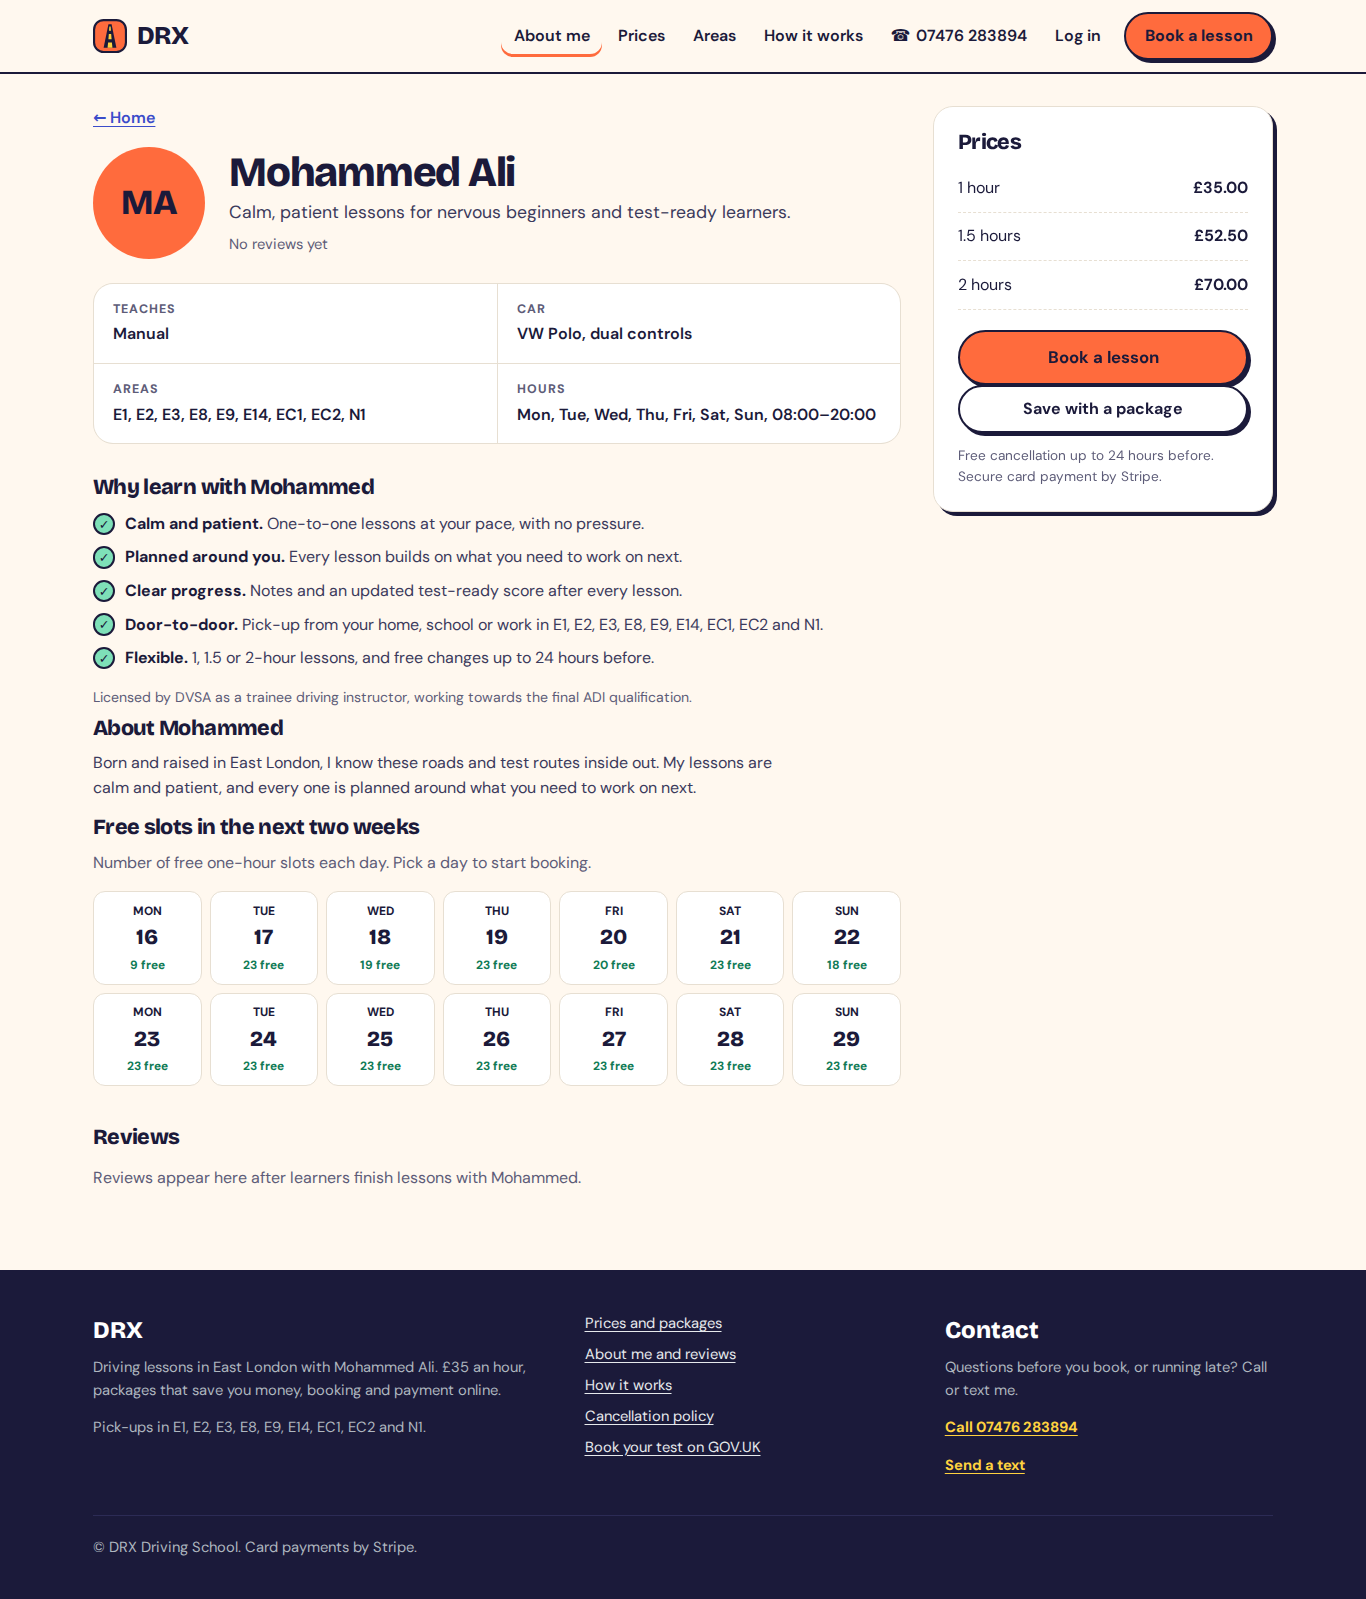 DRX
About me
Prices
Areas
How it works
☎ 07476 283894
Log in
Book a lesson
← Home
MA
Mohammed Ali
Calm, patient lessons for nervous beginners and test-ready learners.
No reviews yet
TEACHES
Manual
CAR
VW Polo, dual controls
AREAS
E1, E2, E3, E8, E9, E14, EC1, EC2, N1
HOURS
Mon, Tue, Wed, Thu, Fri, Sat, Sun, 08:00–20:00
Why learn with Mohammed
✓ Calm and patient. One-to-one lessons at your pace, with no pressure.
✓ Planned around you. Every lesson builds on what you need to work on next.
✓ Clear progress. Notes and an updated test-ready score after every lesson.
✓ Door-to-door. Pick-up from your home, school or work in E1, E2, E3, E8, E9, E14, EC1, EC2 and N1.
✓ Flexible. 1, 1.5 or 2-hour lessons, and free changes up to 24 hours before.
Licensed by DVSA as a trainee driving instructor, working towards the final ADI qualification.
About Mohammed
Born and raised in East London, I know these roads and test routes inside out. My lessons are
calm and patient, and every one is planned around what you need to work on next.
Free slots in the next two weeks
Number of free one-hour slots each day. Pick a day to start booking.
MON
16
9 free
TUE
17
23 free
WED
18
19 free
THU
19
23 free
FRI
20
20 free
SAT
21
23 free
SUN
22
18 free
MON
23
23 free
TUE
24
23 free
WED
25
23 free
THU
26
23 free
FRI
27
23 free
SAT
28
23 free
SUN
29
23 free
Reviews
Reviews appear here after learners finish lessons with Mohammed.
Prices
1 hour £35.00
1.5 hours £52.50
2 hours £70.00
Book a lesson
Save with a package
Free cancellation up to 24 hours before.
Secure card payment by Stripe.
DRX
Driving lessons in East London with Mohammed Ali. £35 an hour,
packages that save you money, booking and payment online.
Pick-ups in E1, E2, E3, E8, E9, E14, EC1, EC2 and N1.
Prices and packages
About me and reviews
How it works
Cancellation policy
Book your test on GOV.UK
Contact
Questions before you book, or running late? Call
or text me.
Call 07476 283894
Send a text
© DRX Driving School. Card payments by Stripe.